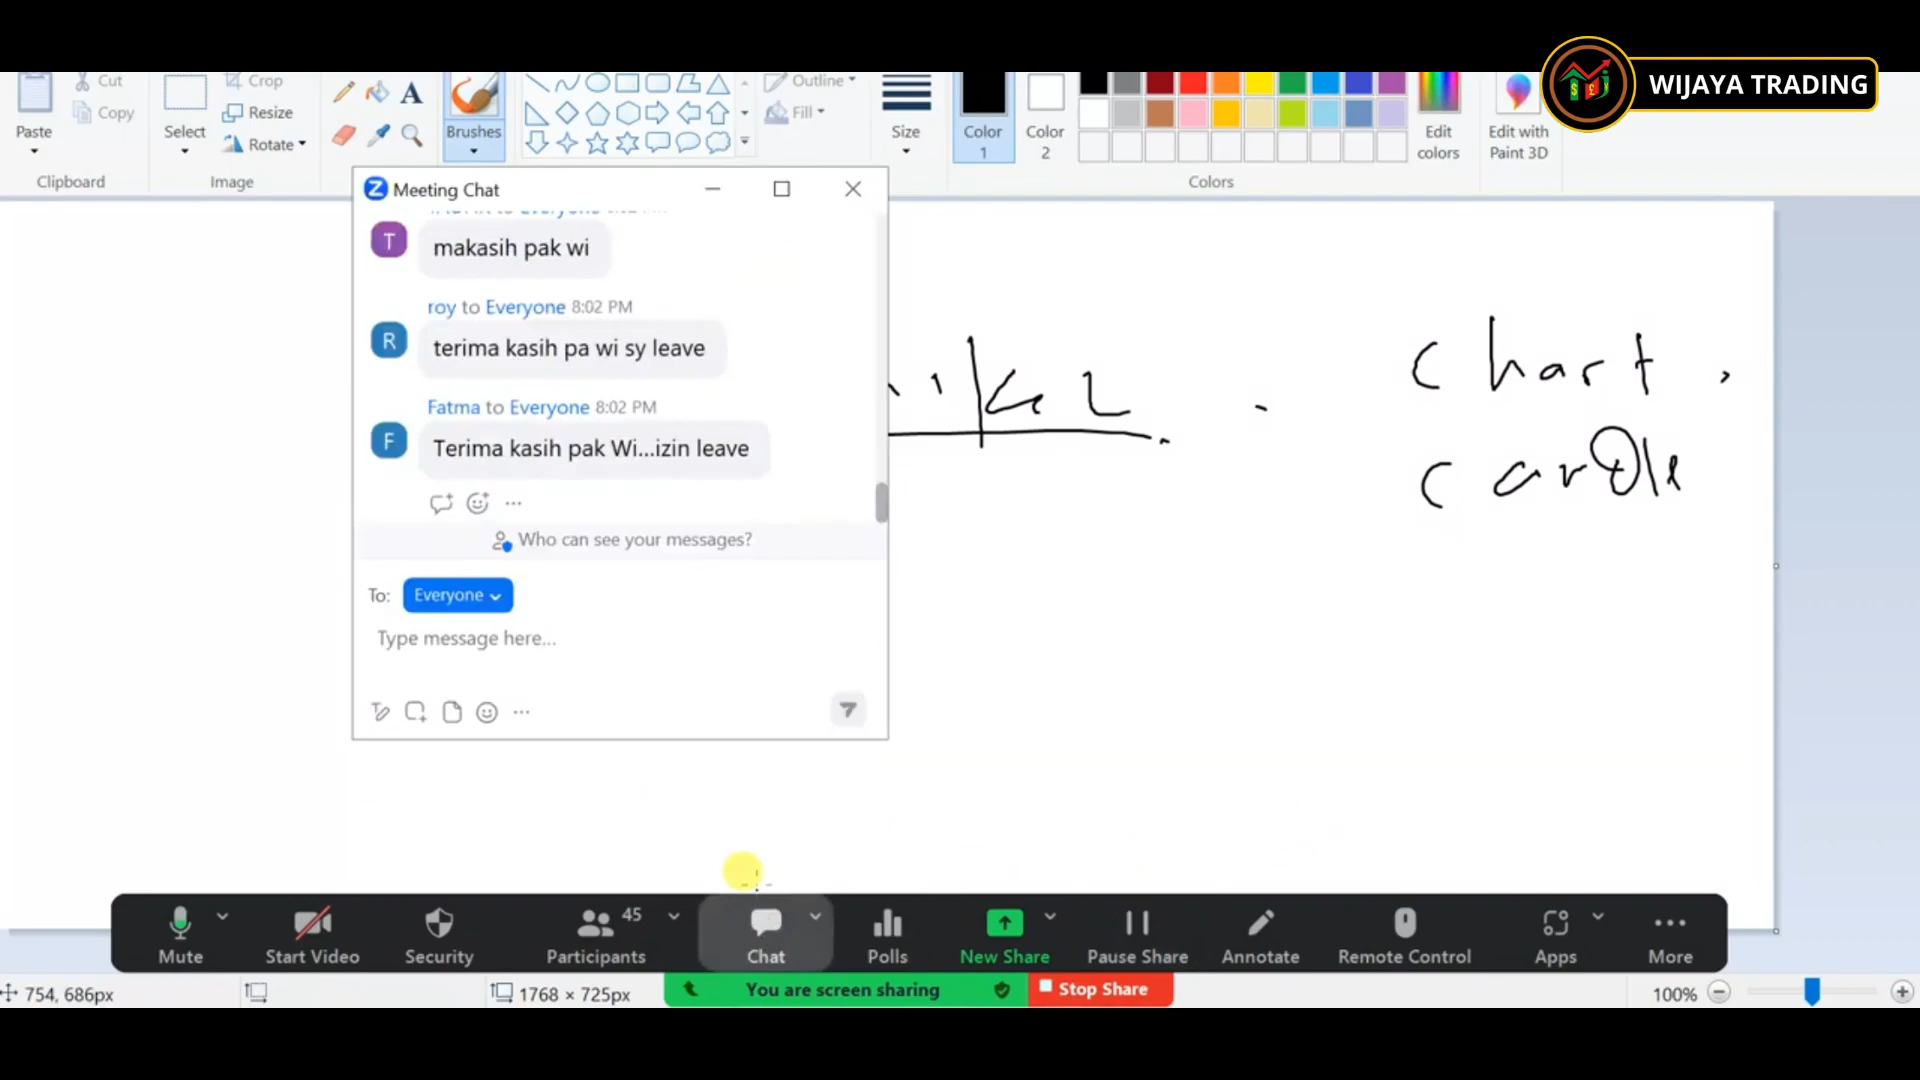 WIJAYA TRADING
Cut
Copy
Paste
Clipboard
Crop
Resize
Rotate
Select
Image
A
Brushes
Outline
Fill
Size
Color
1
Color
2
Edit
colors
Edit with
Paint 3D
Colors
Meeting Chat
T
makasih pak wi
roy to Everyone 8:02 PM
R
terima kasih pa wi sy leave
Fatma to Everyone 8:02 PM
F
Terima kasih pak Wi...izin leave
Who can see your messages?
To: Everyone
Type message here...
chart
Mute
Start Video
Security
45
Participants
Chat
Polls
New Share
Pause Share
Annotate
Remote Control
Apps
More
754, 686px
1768 × 725px
You are screen sharing
Stop Share
100%